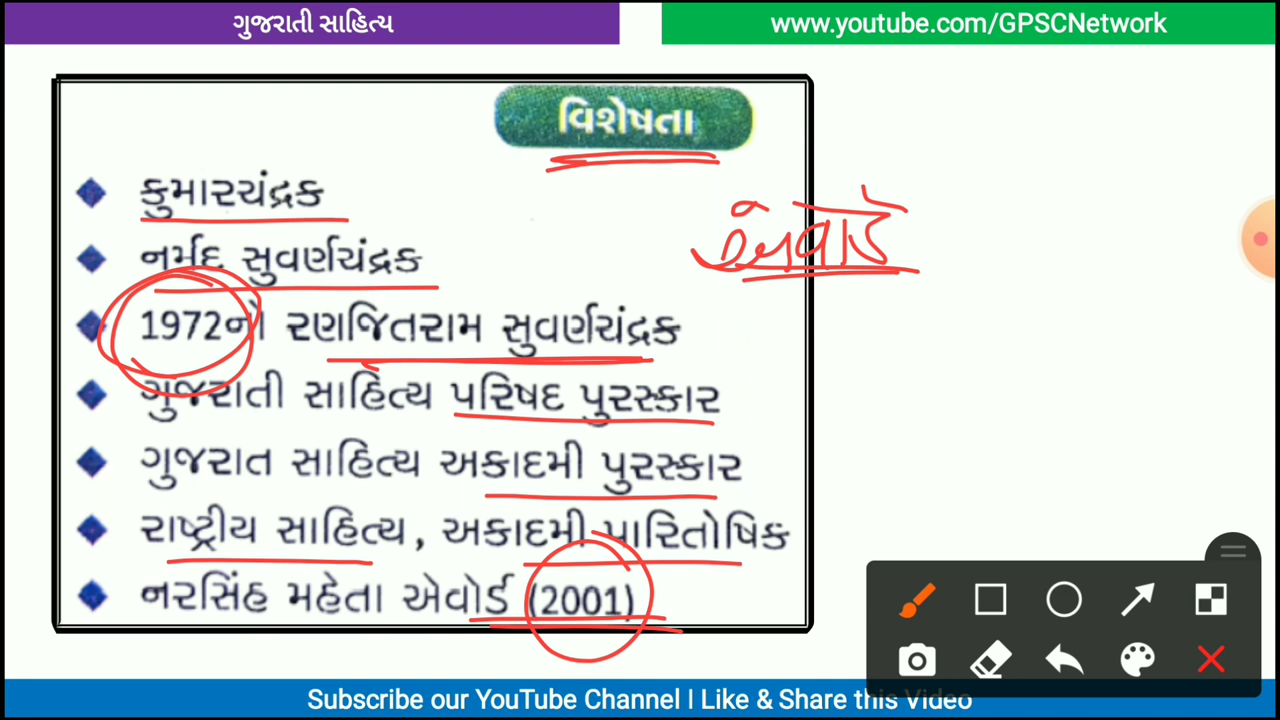 ગુજરાતી સાહિત્ય
www.youtube.com/GPSCNetwork
વિશેષતા
કુમારચંદ્રક
નર્મદ સુવર્ણચંદ્રક
1972નો રણજિતરામ સુવર્ણચંદ્રક
ગુજરાતી સાહિત્ય પરિષદ પુરસ્કાર
ગુજરાત સાહિત્ય અકાદમી પુરસ્કાર
રાષ્ટ્રીય સાહિત્ય, અકાદમી પારિતોષિક
નરસિંહ મહેતા એવોર્ડ (2001)
Subscribe our YouTube Channel I Like & Share this Video